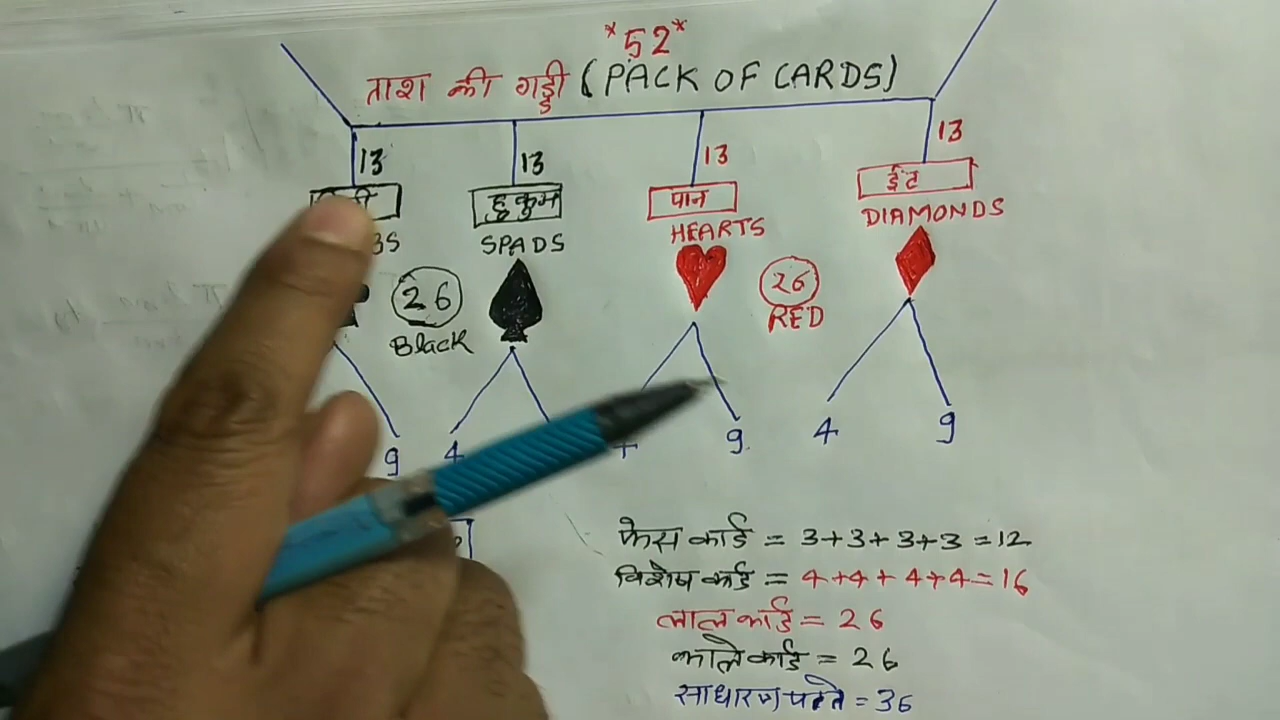 *52*
ताश की गड्डी (PACK OF CARDS)
13 13 13 13
हुकुम पान ईंट
SPADS HEARTS DIAMONDS
26 26
Black RED
9 4 9 4 9
फेस कार्ड = 3+3+3+3=12
विशेष कार्ड = 4+4+4+4=16
लाल कार्ड = 26
काले कार्ड = 26
साधारण पत्ते = 36